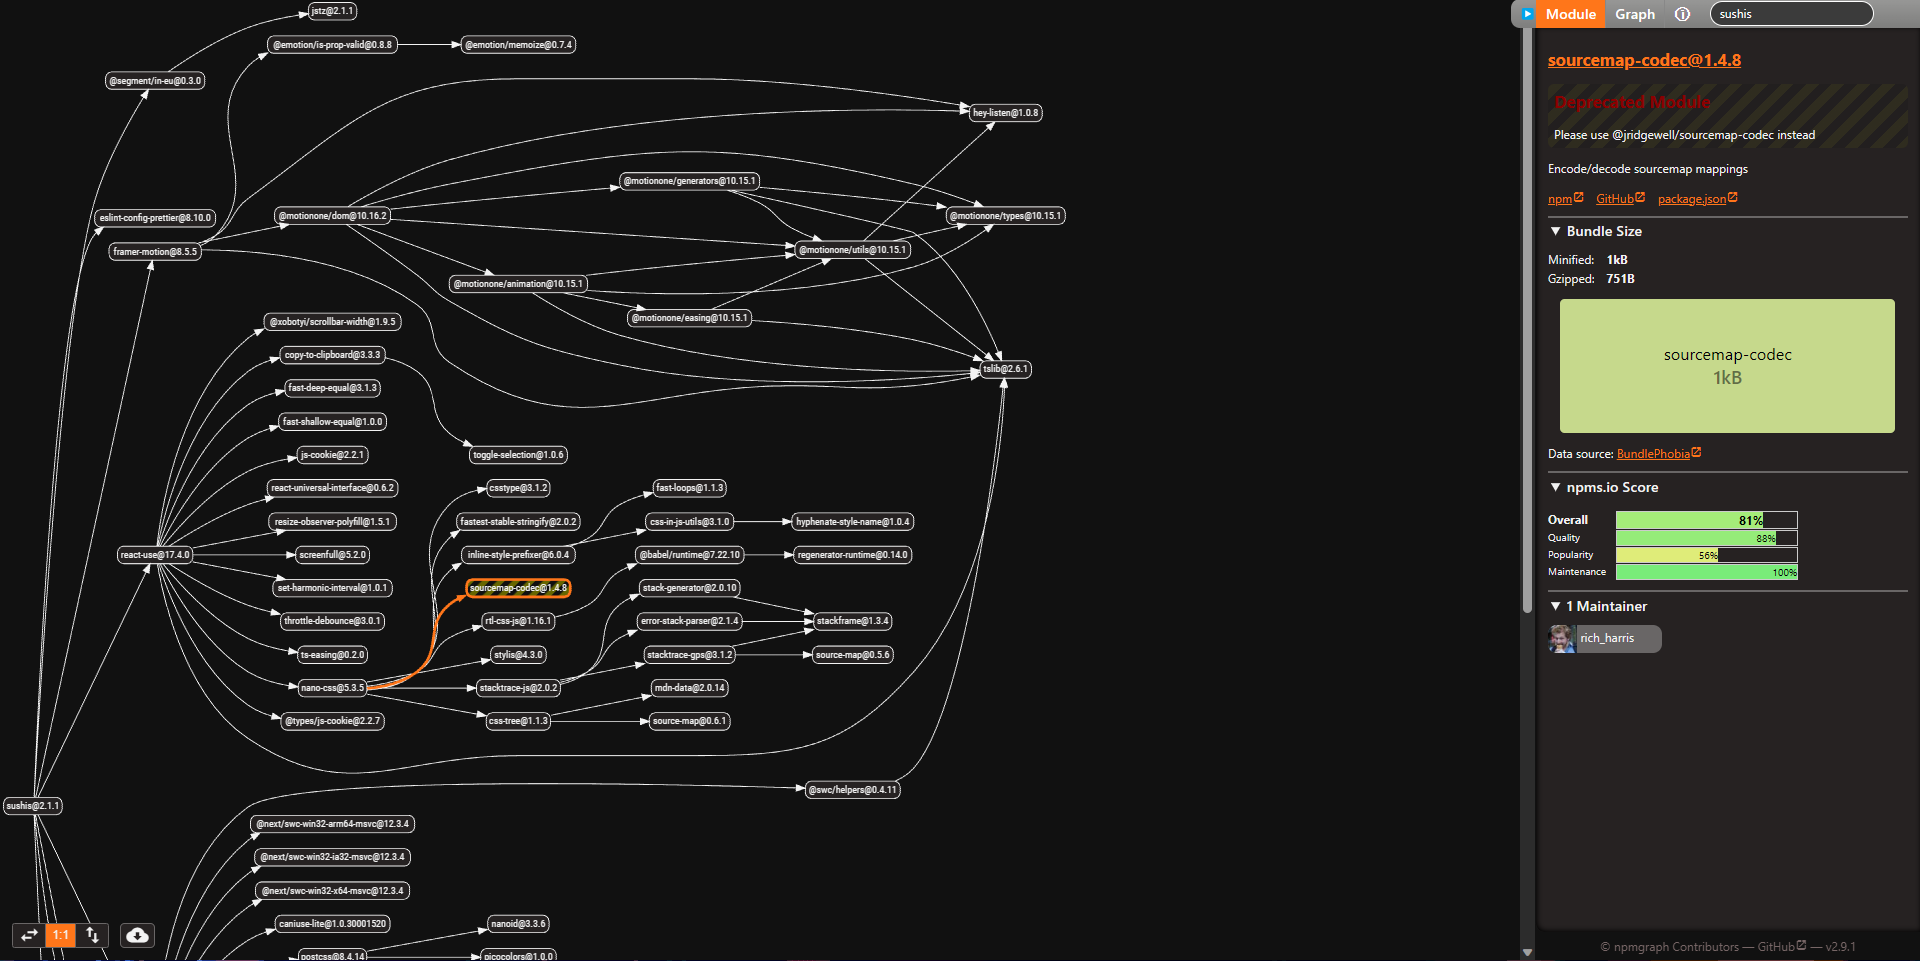 jstz@2.1.1
@emotion/is-prop-valid@0.8.8
@emotion/memoize@0.7.4
@segment/in-eu@0.3.0
hey-listen@1.0.8
@motionone/generators@10.15.1
eslint-config-prettier@8.10.0
@motionone/dom@10.16.2
@motionone/types@10.15.1
framer-motion@8.5.5
@motionone/utils@10.15.1
@motionone/animation@10.15.1
@motionone/easing@10.15.1
@xobotyi/scrollbar-width@1.9.5
copy-to-clipboard@3.3.3
tslib@2.6.1
fast-deep-equal@3.1.3
fast-shallow-equal@1.0.0
js-cookie@2.2.1
toggle-selection@1.0.6
react-universal-interface@0.6.2
csstype@3.1.2
fast-loops@1.1.3
resize-observer-polyfill@1.5.1
fastest-stable-stringify@2.0.2
css-in-js-utils@3.1.0
hyphenate-style-name@1.0.4
react-use@17.4.0
screenfull@5.2.0
inline-style-prefixer@6.0.4
@babel/runtime@7.22.10
regenerator-runtime@0.14.0
set-harmonic-interval@1.0.1
sourcemap-codec@1.4.8
stack-generator@2.0.10
throttle-debounce@3.0.1
rtl-css-js@1.16.1
error-stack-parser@2.1.4
stackframe@1.3.4
ts-easing@0.2.0
stylis@4.3.0
stacktrace-gps@3.1.2
source-map@0.5.6
nano-css@5.3.5
stacktrace-js@2.0.2
mdn-data@2.0.14
@types/js-cookie@2.2.7
css-tree@1.1.3
source-map@0.6.1
@swc/helpers@0.4.11
sushis@2.1.1
@next/swc-win32-arm64-msvc@12.3.4
@next/swc-win32-ia32-msvc@12.3.4
@next/swc-win32-x64-msvc@12.3.4
caniuse-lite@1.0.30001520
nanoid@3.3.6
postcss@8.4.14
picocolors@1.0.0
1:1
Module Graph sushis
sourcemap-codec@1.4.8
Deprecated Module
Please use @jridgewell/sourcemap-codec instead
Encode/decode sourcemap mappings
npm GitHub package.json
▼ Bundle Size
Minified: 1kB
Gzipped: 751B
sourcemap-codec
1kB
Data source: BundlePhobia
▼ npms.io Score
Overall 81%
Quality 88%
Popularity 56%
Maintenance 100%
▼ 1 Maintainer
rich_harris
© npmgraph Contributors — GitHub — v2.9.1